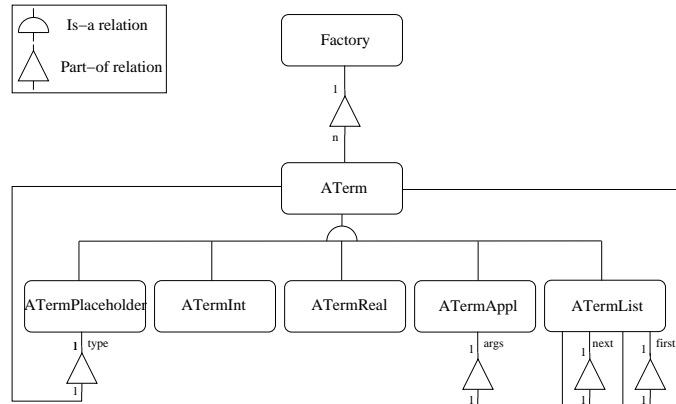 Is–a relation
Part–of relation
Factory
1
n
ATerm
ATermPlaceholder
ATermInt
ATermReal
ATermAppl
ATermList
1
type
1
1
args
1
1
next
1
1
first
1